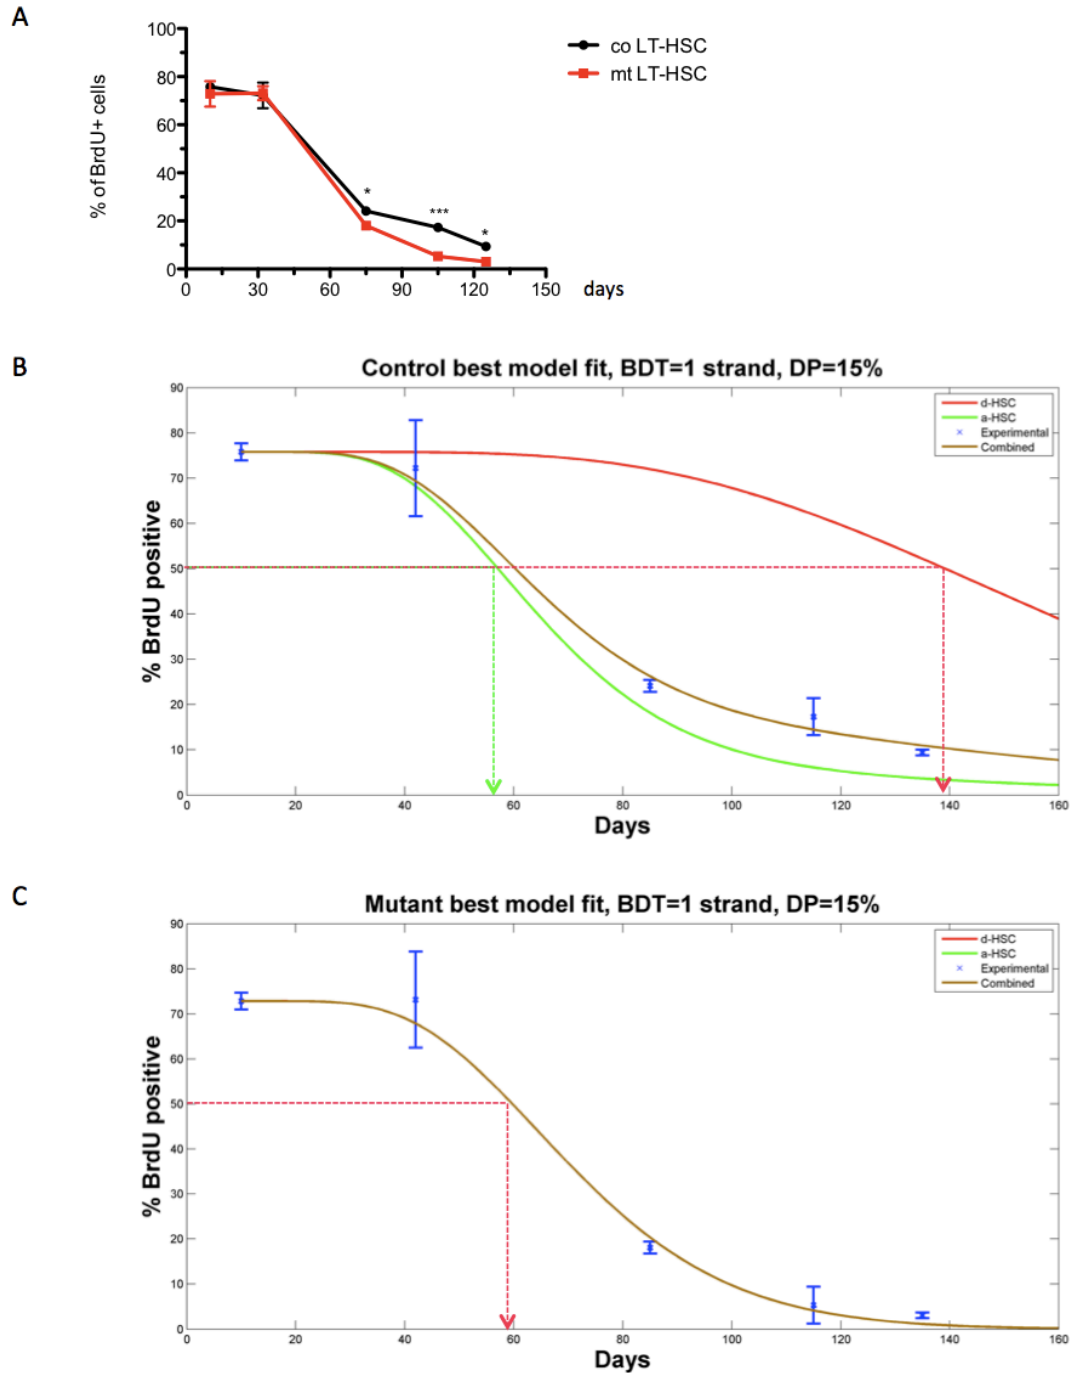 A
100
80
60
40
20
0
% of BrdU+ cells
*
***
*
0 30 60 90 120 150 days
co LT-HSC
mt LT-HSC
B
Control best model fit, BDT=1 strand, DP=15%
90
80
70
60
50
40
30
20
10
0
% BrdU positive
d-HSC
a-HSC
Experimental
Combined
0 20 40 60 80 100 120 140 160
Days
C
Mutant best model fit, BDT=1 strand, DP=15%
90
80
70
60
50
40
30
20
10
0
% BrdU positive
d-HSC
a-HSC
Experimental
Combined
0 20 40 60 80 100 120 140 160
Days